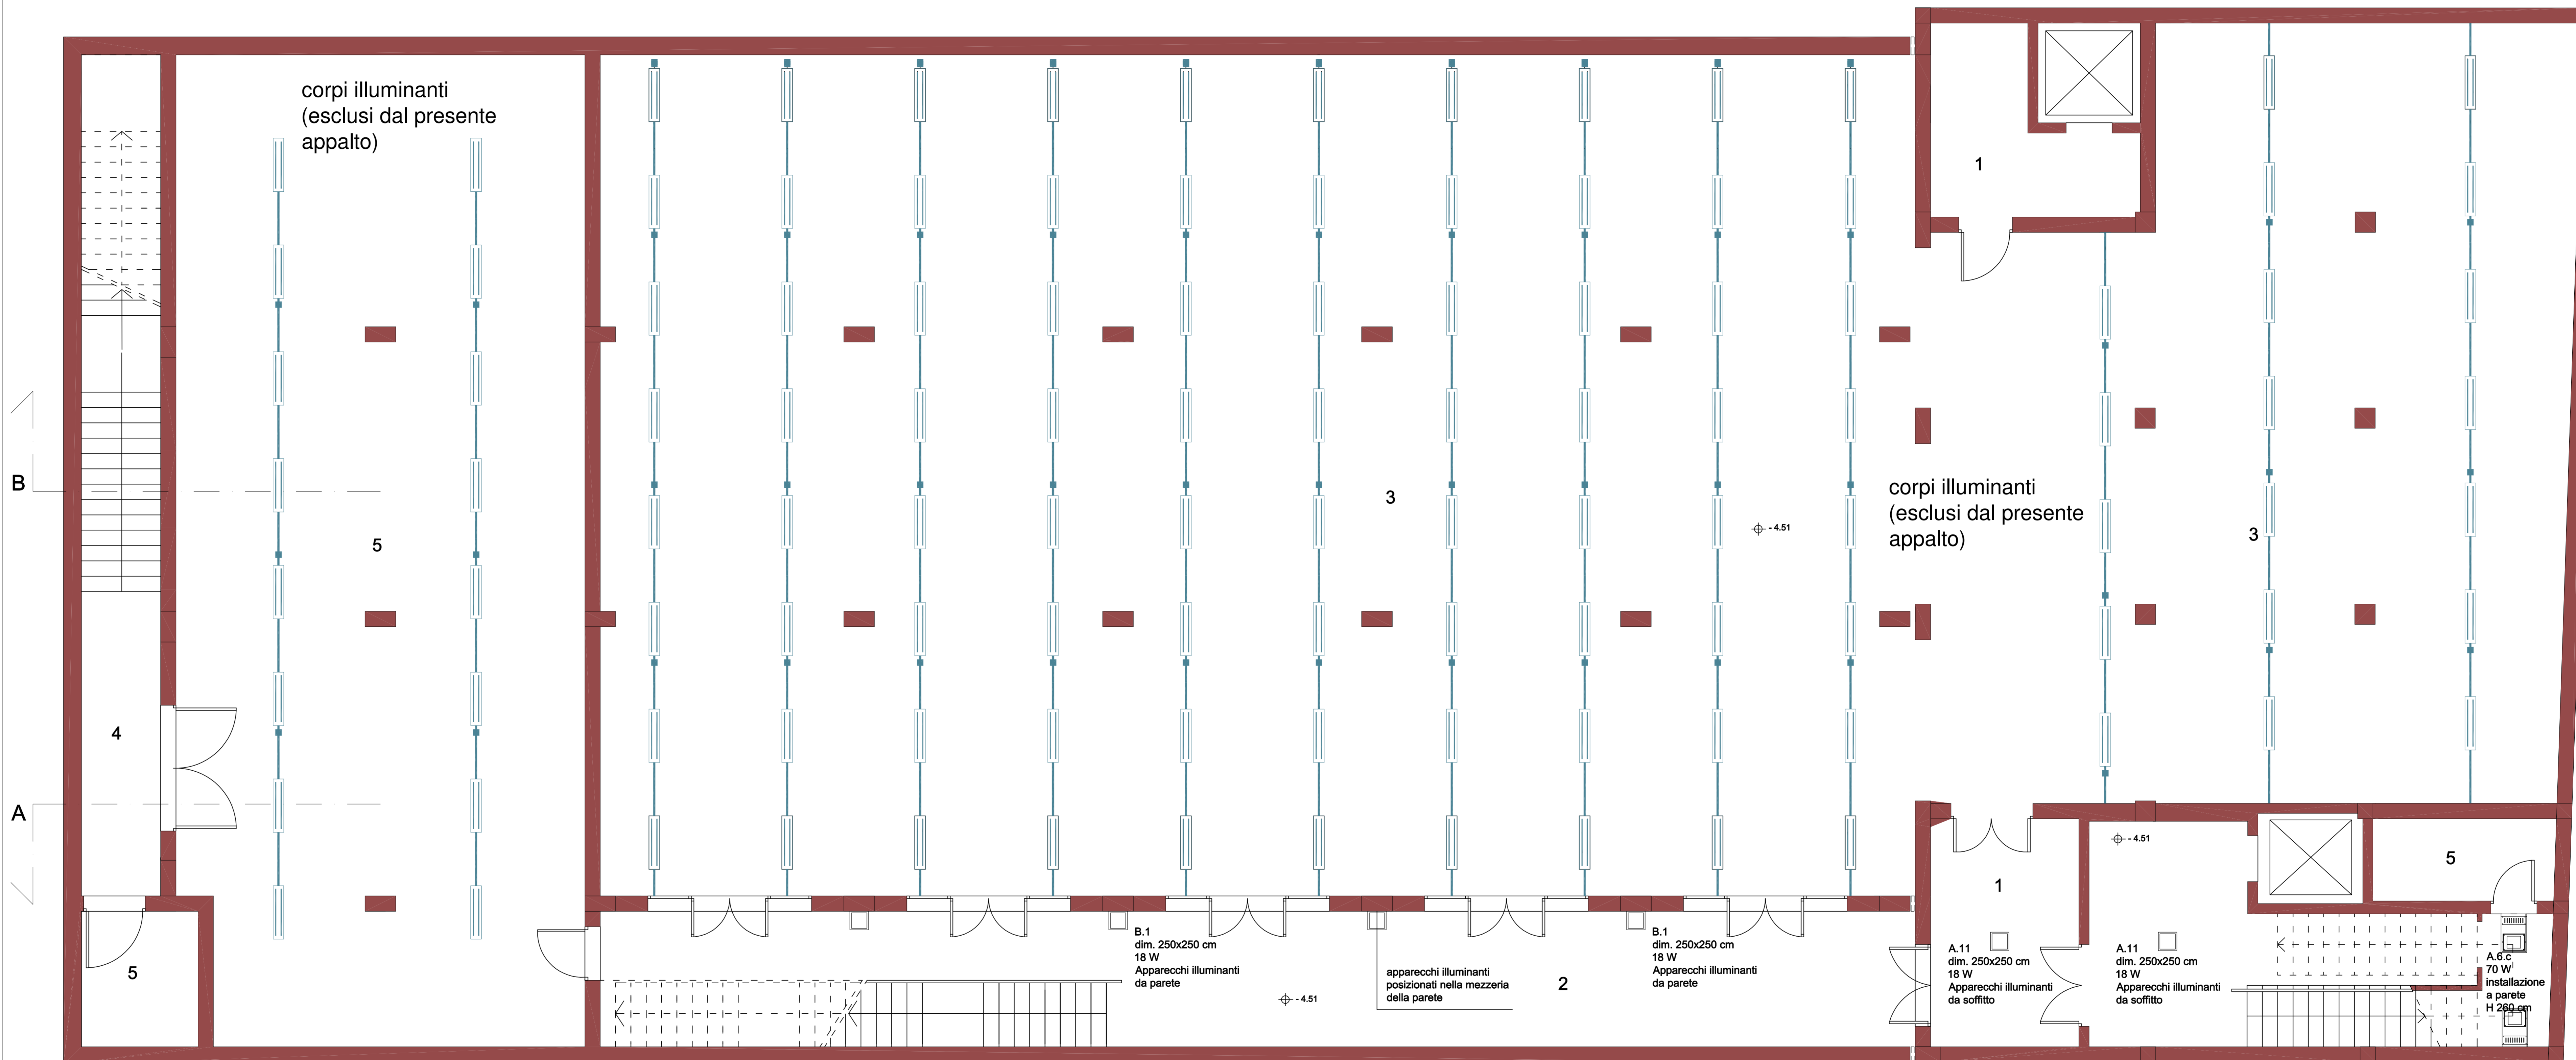 corpi illuminanti
(esclusi dal presente
appalto)
1
B
3
- 4.51
corpi illuminanti
(esclusi dal presente
appalto)
3
5
4
A
- 4.51
5
1
5
B.1
dim. 250x250 cm
18 W
Apparecchi illuminanti
da parete
apparecchi illuminanti
posizionati nella mezzeria
della parete
2
B.1
dim. 250x250 cm
18 W
Apparecchi illuminanti
da parete
- 4.51
A.11
dim. 250x250 cm
18 W
Apparecchi illuminanti
da soffitto
A.11
dim. 250x250 cm
18 W
Apparecchi illuminanti
da soffitto
A.6.c
70 W
installazione
a parete
H 260 cm